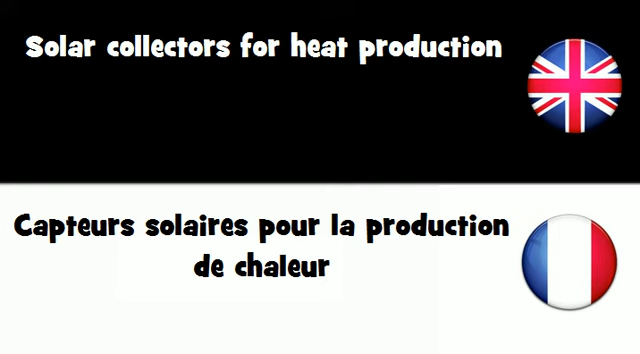 Solar collectors for heat production
Capteurs solaires pour la production
de chaleur